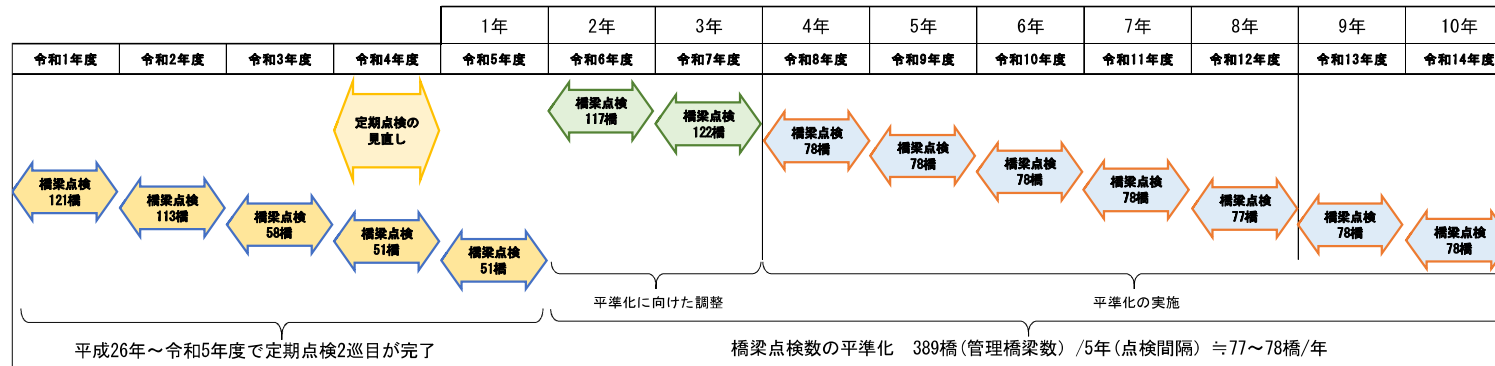 1年 2年 3年 4年 5年 6年 7年 8年 9年 10年
令和1年度 令和2年度 令和3年度 令和4年度 令和5年度 令和6年度 令和7年度 令和8年度 令和9年度 令和10年度 令和11年度 令和12年度 令和13年度 令和14年度
定期点検の
見直し
橋梁点検
121橋
橋梁点検
113橋
橋梁点検
58橋
橋梁点検
51橋
橋梁点検
51橋
橋梁点検
117橋
橋梁点検
122橋
橋梁点検
78橋
橋梁点検
78橋
橋梁点検
78橋
橋梁点検
78橋
橋梁点検
77橋
橋梁点検
78橋
橋梁点検
78橋
平準化に向けた調整
平準化の実施
平成26年～令和5年度で定期点検2巡目が完了
橋梁点検数の平準化 389橋(管理橋梁数) /5年(点検間隔) ≒77～78橋/年